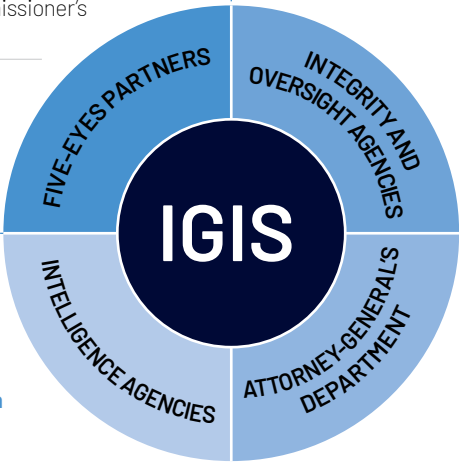 issioner's
FIVE-EYES PARTNERS
INTEGRITY AND
OVERSIGHT AGENCIES
IGIS
INTELLIGENCE AGENCIES
ATTORNEY-GENERAL'S
DEPARTMENT